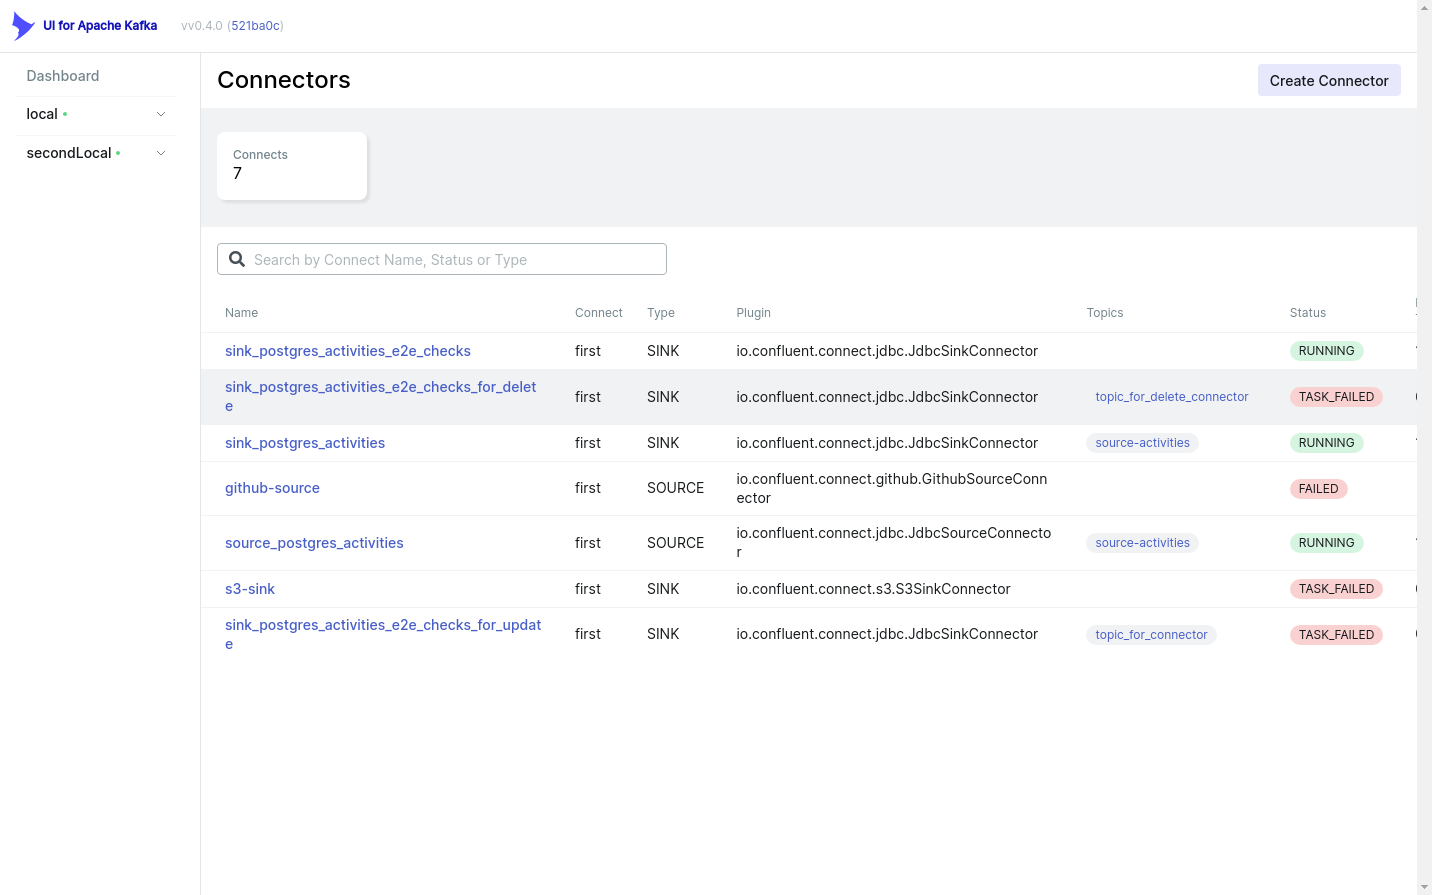 UI for Apache Kafka vv0.4.0 (521ba0c)
Dashboard
local
secondLocal
Connectors
Create Connector
Connects
7
Search by Connect Name, Status or Type
Name Connect Type Plugin Topics Status
sink_postgres_activities_e2e_checks first SINK io.confluent.connect.jdbc.JdbcSinkConnector RUNNING
sink_postgres_activities_e2e_checks_for_delet
e
first SINK io.confluent.connect.jdbc.JdbcSinkConnector topic_for_delete_connector TASK_FAILED
sink_postgres_activities first SINK io.confluent.connect.jdbc.JdbcSinkConnector source-activities RUNNING
github-source first SOURCE
io.confluent.connect.github.GithubSourceConn
ector
FAILED
source_postgres_activities first SOURCE
io.confluent.connect.jdbc.JdbcSourceConnecto
r
source-activities RUNNING
s3-sink first SINK io.confluent.connect.s3.S3SinkConnector TASK_FAILED
sink_postgres_activities_e2e_checks_for_updat
e
first SINK io.confluent.connect.jdbc.JdbcSinkConnector topic_for_connector TASK_FAILED